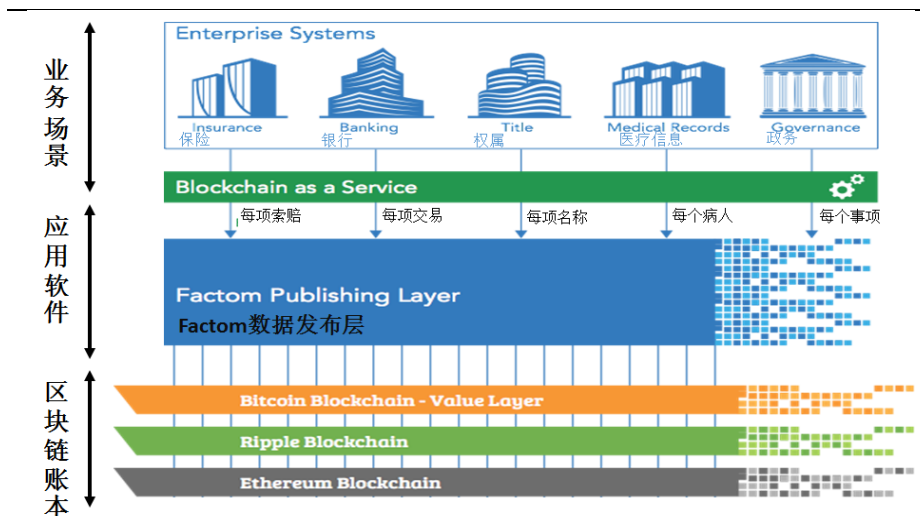 业务场景
Enterprise Systems
Insurance
保险
Banking
银行
Title
权属
Medical Records
医疗信息
Governance
政务
Blockchain as a Service
应用软件
每项索赔
每项交易
每项名称
每个病人
每个事项
Factom Publishing Layer
Factom数据发布层
区块链账本
Bitcoin Blockchain - Value Layer
Ripple Blockchain
Ethereum Blockchain